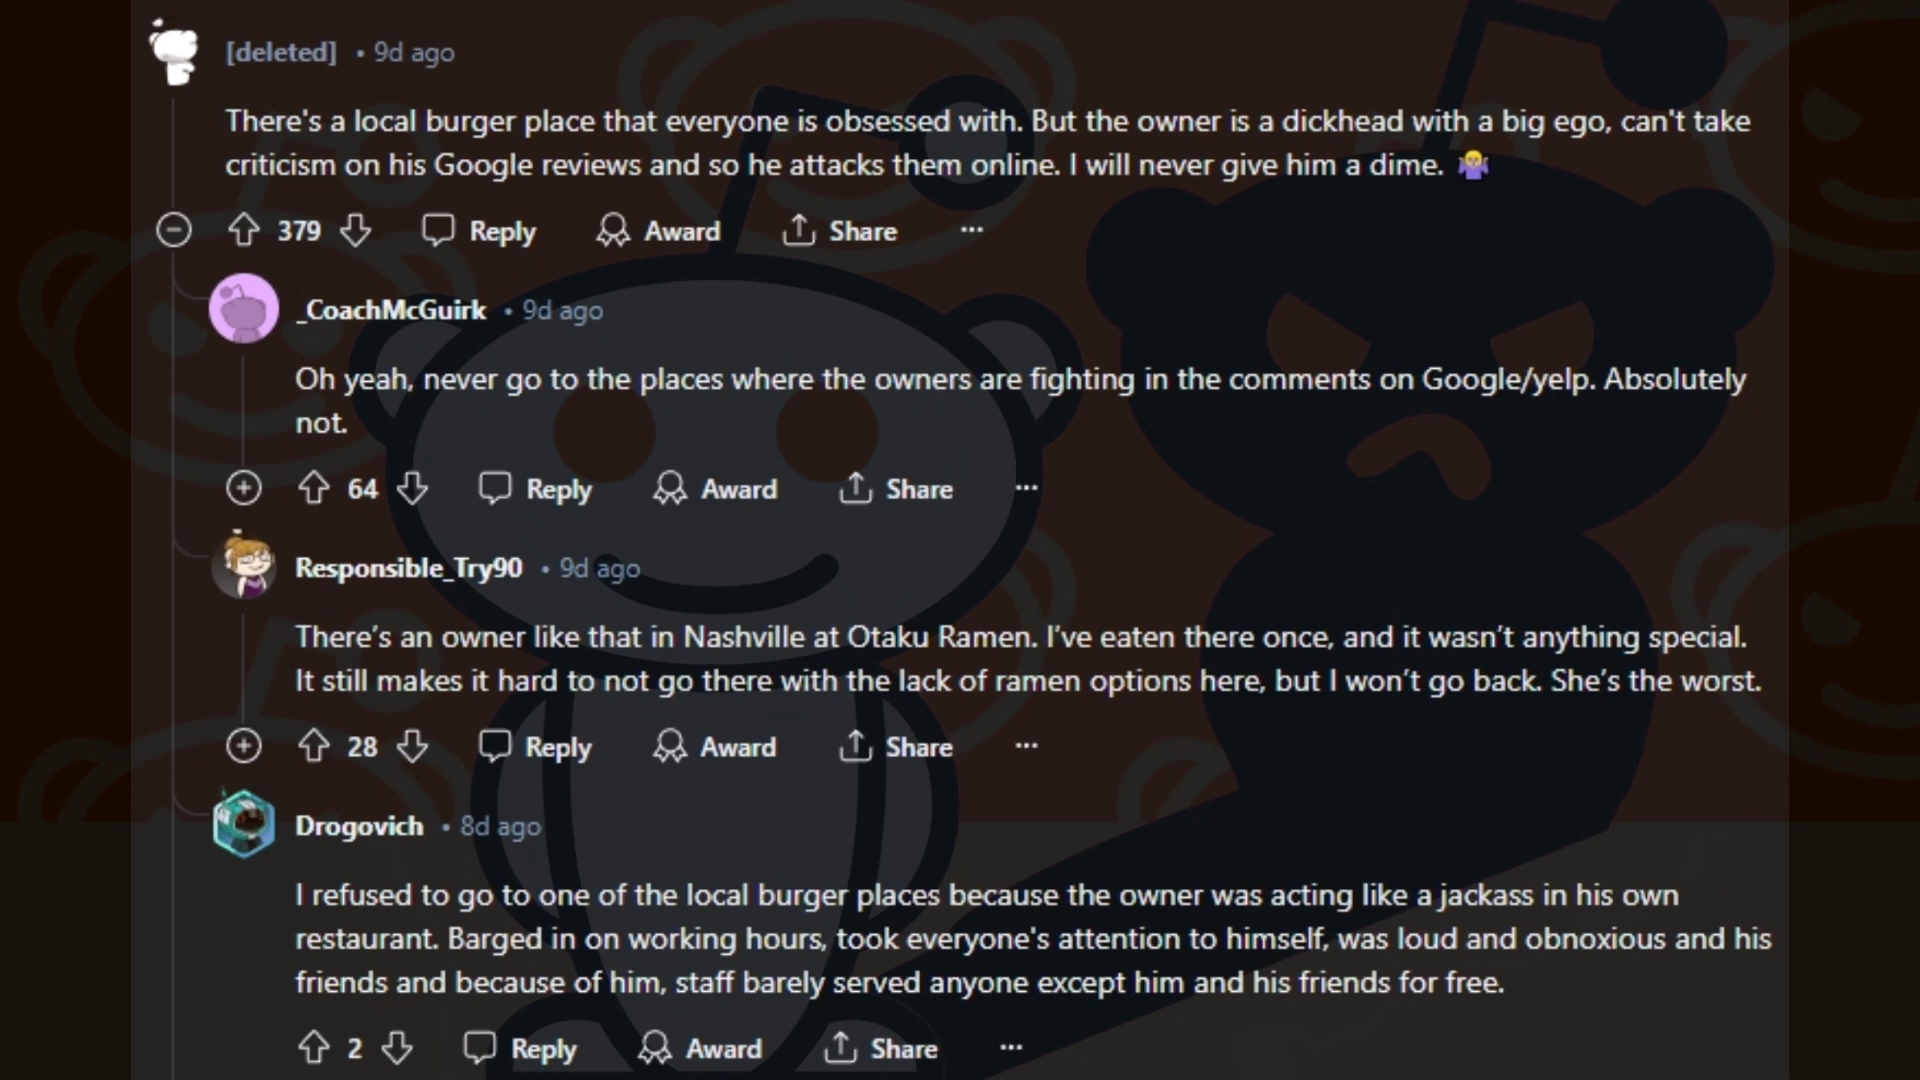 [deleted] • 9d ago
There's a local burger place that everyone is obsessed with. But the owner is a dickhead with a big ego, can't take
criticism on his Google reviews and so he attacks them online. I will never give him a dime. 🤷‍♀️
379 Reply Award Share ...
_CoachMcGuirk • 9d ago
Oh yeah, never go to the places where the owners are fighting in the comments on Google/yelp. Absolutely
not.
64 Reply Award Share ...
Responsible_Try90 • 9d ago
There’s an owner like that in Nashville at Otaku Ramen. I’ve eaten there once, and it wasn’t anything special.
It still makes it hard to not go there with the lack of ramen options here, but I won’t go back. She’s the worst.
28 Reply Award Share ...
Drogovich • 8d ago
I refused to go to one of the local burger places because the owner was acting like a jackass in his own
restaurant. Barged in on working hours, took everyone's attention to himself, was loud and obnoxious and his
friends and because of him, staff barely served anyone except him and his friends for free.
2 Reply Award Share ...